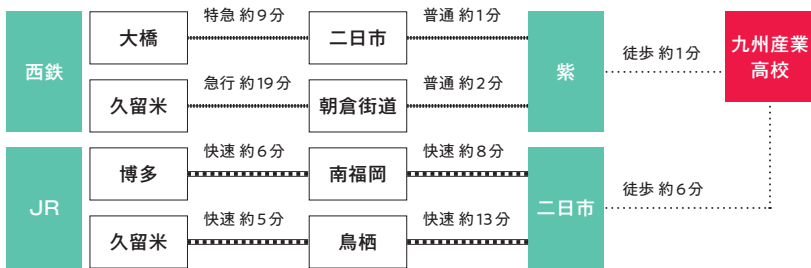 西鉄
大橋
特急 約9分
二日市
普通 約1分
久留米
急行 約19分
朝倉街道
普通 約2分
紫
徒歩 約1分
九州産業
高校
JR
博多
快速 約6分
南福岡
快速 約8分
久留米
快速 約5分
鳥栖
快速 約13分
二日市
徒歩 約6分